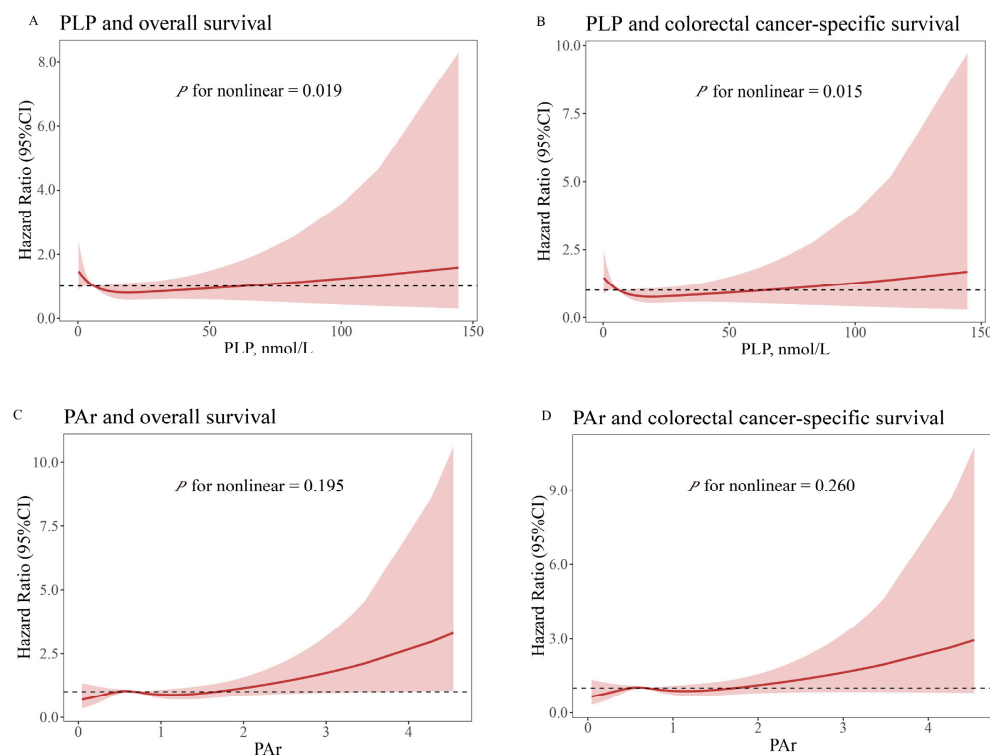 A
PLP and overall survival
P for nonlinear = 0.019
Hazard Ratio (95%CI)
8.0
6.0
4.0
2.0
0.0
0
50
100
150
PLP, nmol/L
B
PLP and colorectal cancer-specific survival
P for nonlinear = 0.015
Hazard Ratio (95%CI)
10.0
7.5
5.0
2.5
0.0
0
50
100
150
PLP, nmol/L
C
PAr and overall survival
P for nonlinear = 0.195
Hazard Ratio (95%CI)
10.0
7.5
5.0
2.5
0.0
0
1
2
3
4
PAr
D
PAr and colorectal cancer-specific survival
P for nonlinear = 0.260
Hazard Ratio (95%CI)
9.0
6.0
3.0
1.0
0.0
0
1
2
3
4
PAr